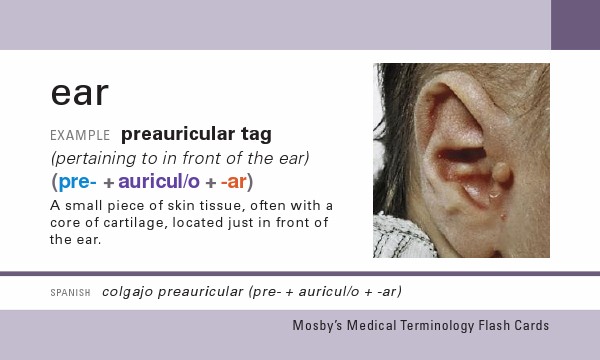 ear
EXAMPLE preauricular tag
(pertaining to in front of the ear)
(pre- + auricul/o + -ar)
A small piece of skin tissue, often with a
core of cartilage, located just in front of
the ear.
SPANISH colgajo preauricular (pre- + auricul/o + -ar)
Mosby's Medical Terminology Flash Cards